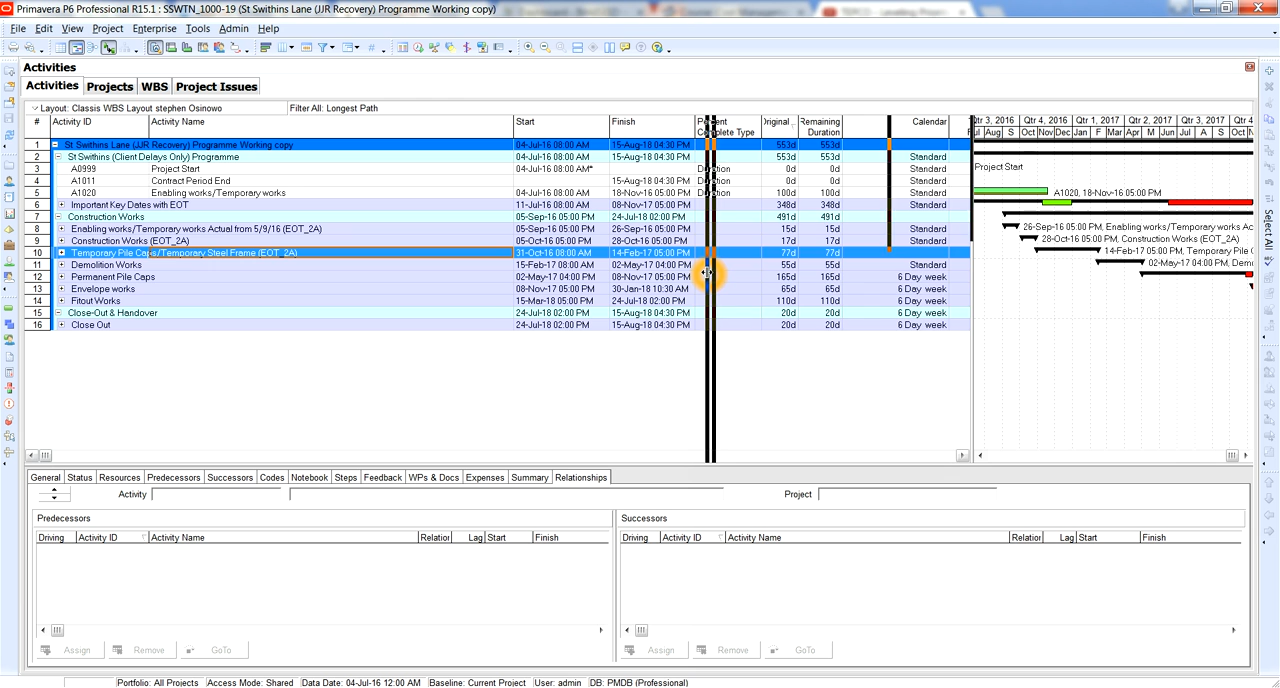 Primavera P6 Professional R15.1 : SSWTN_1000-19 (St Swithins Lane (JJR Recovery) Programme Working copy)
File Edit View Project Enterprise Tools Admin Help
Activities
Activities Projects WBS Project Issues
Layout: Classis WBS Layout stephen Osinowo Filter All: Longest Path
# Activity ID Activity Name Start Finish Original Remaining Duration Calendar
Qtr 3, 2016 Qtr 4, 2016 Qtr 1, 2017 Qtr 2, 2017 Qtr 3, 2017 Qtr 4
Jul Aug S Oct Nov Dec Jan F Mar Apr M Jun Jul A S Oct N
1 St Swithins Lane (JJR Recovery) Programme Working copy 04-Jul-16 08:00 AM 15-Aug-18 04:30 PM 553d 553d
2 St Swithins (Client Delays Only) Programme 04-Jul-16 08:00 AM 15-Aug-18 04:30 PM 553d 553d Standard
3 A0999 Project Start 04-Jul-16 08:00 AM* Duration 0d 0d Standard Project Start
4 A1011 Contract Period End 15-Aug-18 04:30 PM Duration 0d 0d Standard
5 A1020 Enabling works/Temporary works 04-Jul-16 08:00 AM 18-Nov-16 05:00 PM Duration 100d 100d Standard A1020, 18-Nov-16 05:00 PM
6 Important Key Dates with EOT 11-Jul-16 08:00 AM 08-Nov-17 05:00 PM 348d 348d Standard
7 Construction Works 05-Sep-16 05:00 PM 24-Jul-18 02:00 PM 491d 491d
8 Enabling works/Temporary works Actual from 5/9/16 (EOT_2A) 05-Sep-16 05:00 PM 26-Sep-16 05:00 PM 15d 15d Standard 26-Sep-16 05:00 PM, Enabling works/Temporary wo
9 Construction Works (EOT_2A) 05-Oct-16 05:00 PM 28-Oct-16 05:00 PM 17d 17d Standard 28-Oct-16 05:00 PM, Construction Works (EOT_2A)
10 Temporary Pile Caps/Temporary Steel Frame (EOT_2A) 31-Oct-16 08:00 AM 14-Feb-17 05:00 PM 77d 77d 14-Feb-17 05:00 PM, Temporary Pile C
11 Demolition Works 15-Feb-17 08:00 AM 02-May-17 04:00 PM 55d 55d Standard 02-May-17 04:00 PM, Demo
12 Permanent Pile Caps 02-May-17 04:00 PM 08-Nov-17 05:00 PM 165d 165d 6 Day week
13 Envelope works 08-Nov-17 05:00 PM 30-Jan-18 10:30 AM 65d 65d 6 Day week
14 Fitout Works 15-Mar-18 05:00 PM 24-Jul-18 02:00 PM 110d 110d 6 Day week
15 Close-Out & Handover 24-Jul-18 02:00 PM 15-Aug-18 04:30 PM 20d 20d 6 Day week
16 Close Out 24-Jul-18 02:00 PM 15-Aug-18 04:30 PM 20d 20d 6 Day week
Select All
General Status Resources Predecessors Successors Codes Notebook Steps Feedback WPs & Docs Expenses Summary Relationships
Activity Project
Predecessors Successors
Driving Activity ID Activity Name Relatior Lag Start Finish Driving Activity ID Activity Name Relatior Lag Start Finish
Assign Remove GoTo Assign Remove GoTo
Portfolio: All Projects Access Mode: Shared Data Date: 04-Jul-16 12:00 AM Baseline: Current Project User: admin DB: PMDB (Professional)